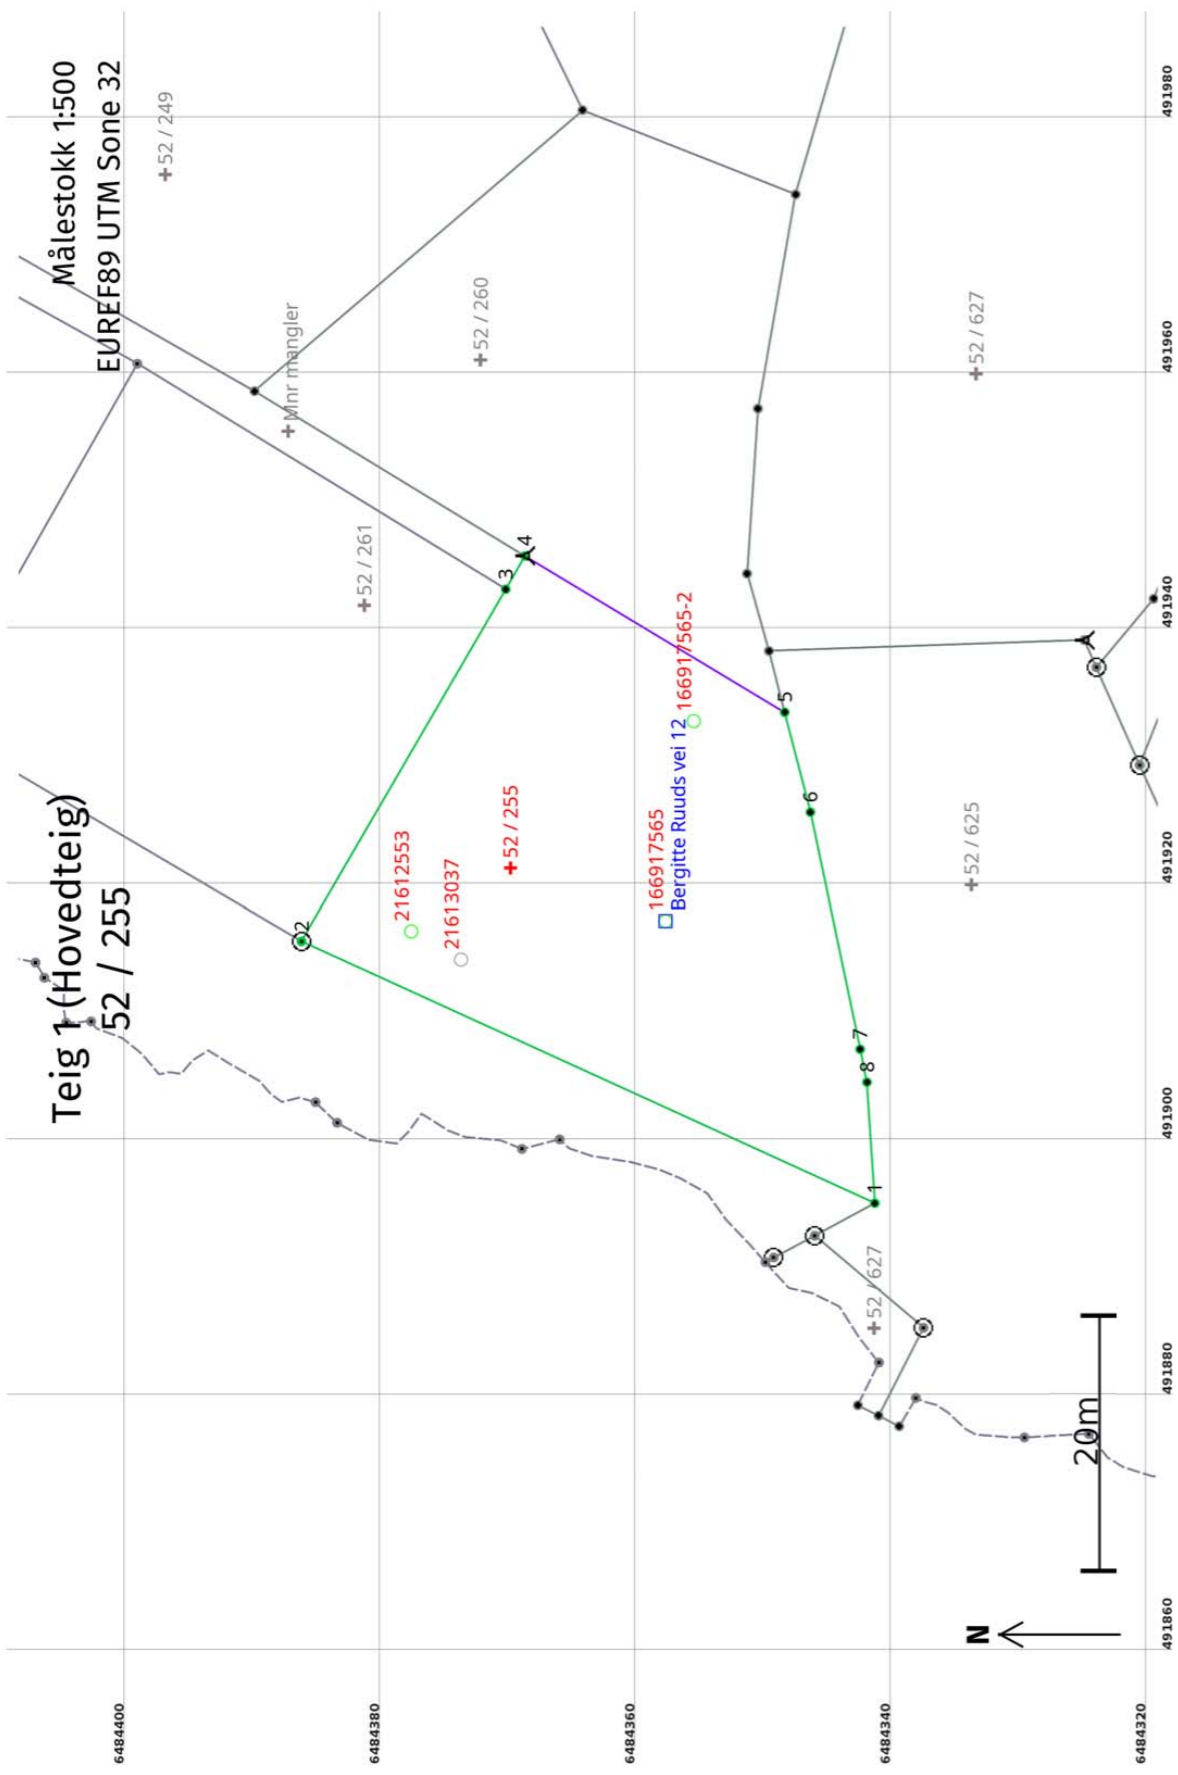 Teig 1 (Hovedteig)
52 / 255
Målestokk 1:500
EUREF89 UTM Sone 32
52 / 249
Mnr mangler
52 / 261
52 / 260
2
21612553
21613037
3
4
52 / 255
166917565
Bergitte Ruuds vei 12
166917565-2
5
6
7
8
1
52 / 627
52 / 625
52 / 627
N
20m
6484400
6484380
6484360
6484340
6484320
491860
491880
491900
491920
491940
491960
491980